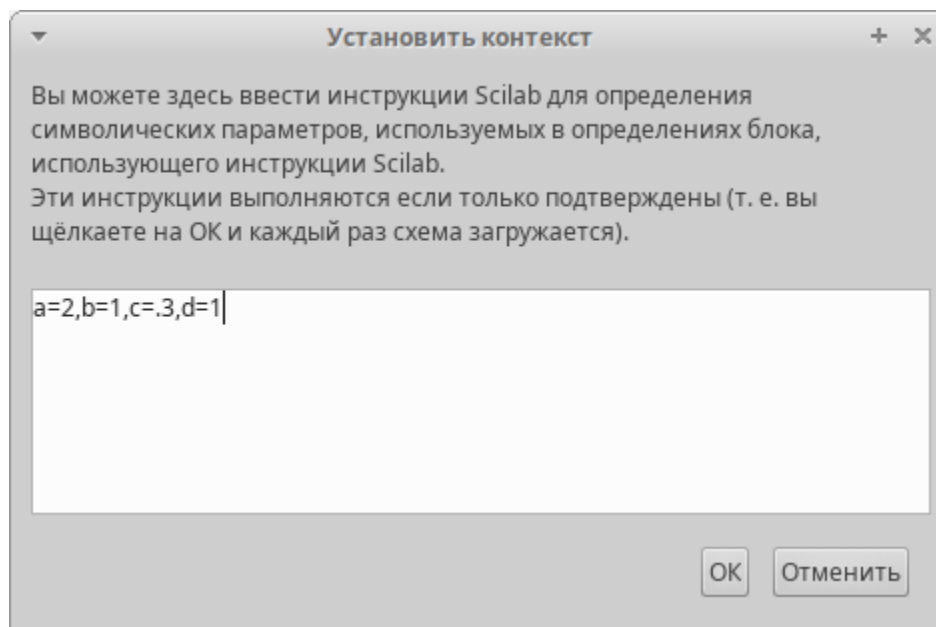 Установить контекст
Вы можете здесь ввести инструкции Scilab для определения
символических параметров, используемых в определениях блока,
использующего инструкции Scilab.
Эти инструкции выполняются если только подтверждены (т. е. вы
щёлкаете на ОК и каждый раз схема загружается).
a=2,b=1,c=.3,d=1
ОК Отменить